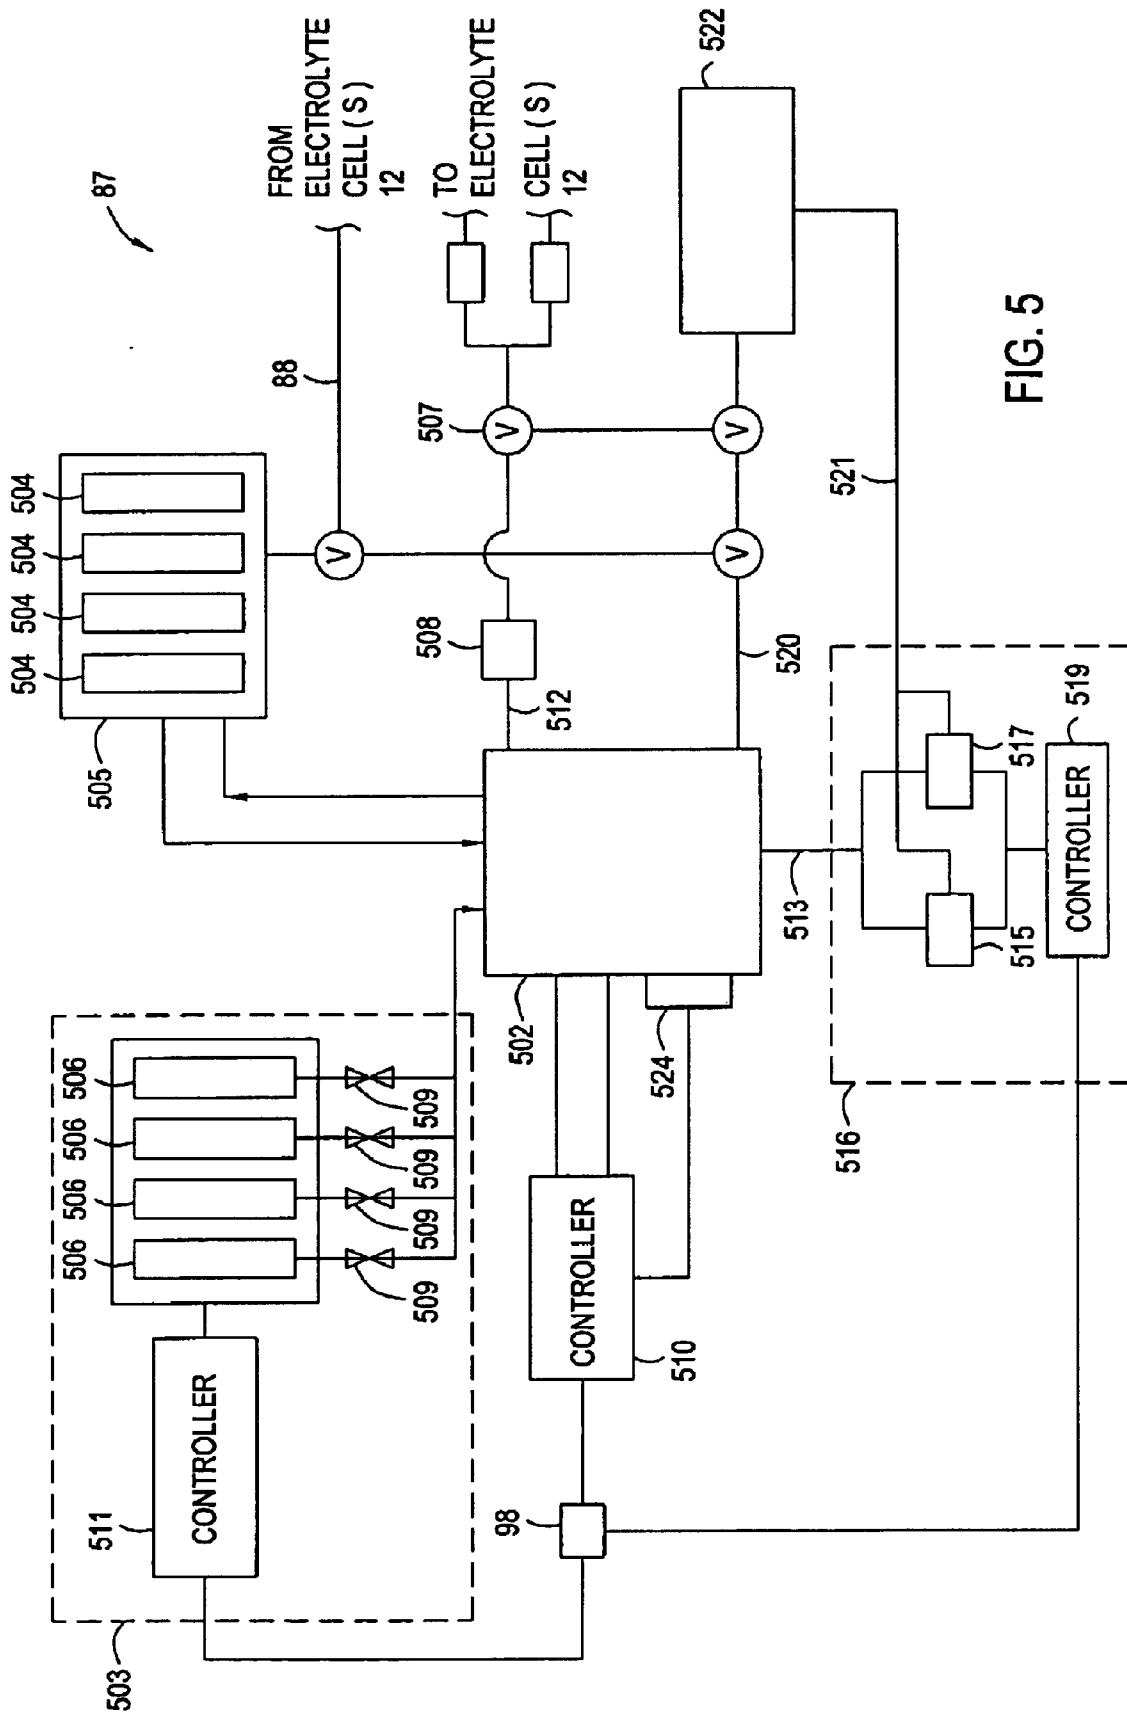 87
FROM
ELECTROLYTE
CELL(S)
12
TO
ELECTROLYTE
CELL(S)
12
522
88
507
V
V
V
V
504
504
504
504
505
508
512
520
521
506
506
506
506
509
509
509
509
CONTROLLER
511
503
502
524
CONTROLLER
510
98
513
515
517
CONTROLLER
519
516
FIG. 5